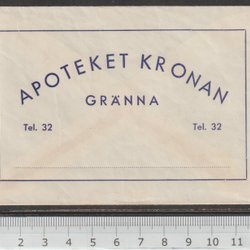 APOTEKET KRONAN
GRÄNNA
Tel. 32 Tel. 32
2 3 4 5 6 7 8 9 10 11